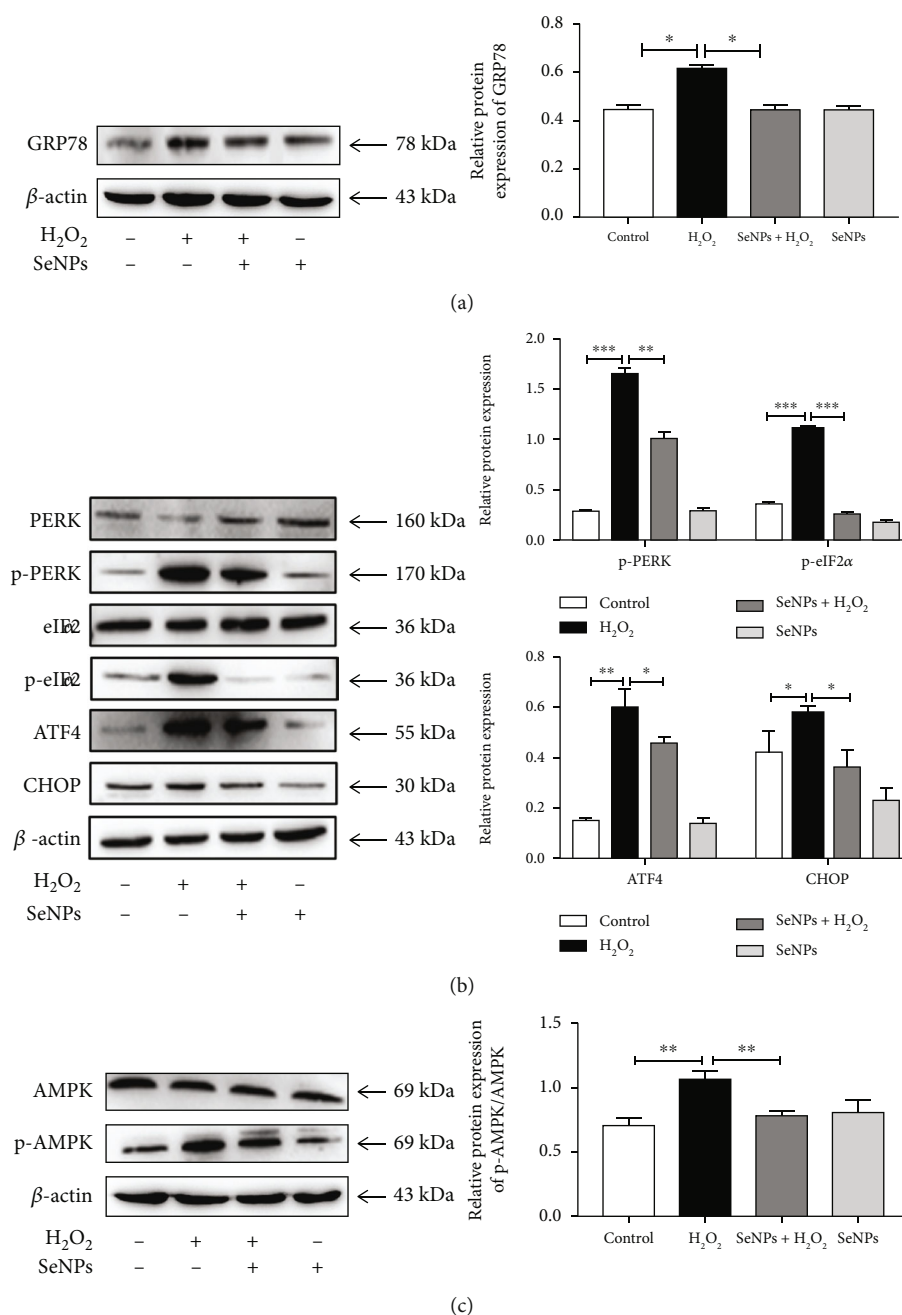 GRP78
78 kDa
β-actin
43 kDa
H₂O₂ – + + –
SeNPs – – + +
Relative protein
expression of GRP78
0.8
0.6
0.4
0.2
0.0
* *
Control H₂O₂ SeNPs + H₂O₂ SeNPs
(a)
PERK
160 kDa
p-PERK
170 kDa
eIF2α
36 kDa
p-eIF2α
36 kDa
ATF4
55 kDa
CHOP
30 kDa
β -actin
43 kDa
H₂O₂ – + + –
SeNPs – – + +
Relative protein expression
2.0
1.5
1.0
0.5
0.0
*** ** *** ***
p-PERK p-eIF2α
Control SeNPs + H₂O₂
H₂O₂ SeNPs
Relative protein expression
0.8
0.6
0.4
0.2
0.0
** * * *
ATF4 CHOP
Control SeNPs + H₂O₂
H₂O₂ SeNPs
(b)
AMPK
69 kDa
p-AMPK
69 kDa
β-actin
43 kDa
H₂O₂ – + + –
SeNPs – – + +
Relative protein expression
of p-AMPK/AMPK
1.5
1.0
0.5
0.0
** **
Control H₂O₂ SeNPs + H₂O₂ SeNPs
(c)